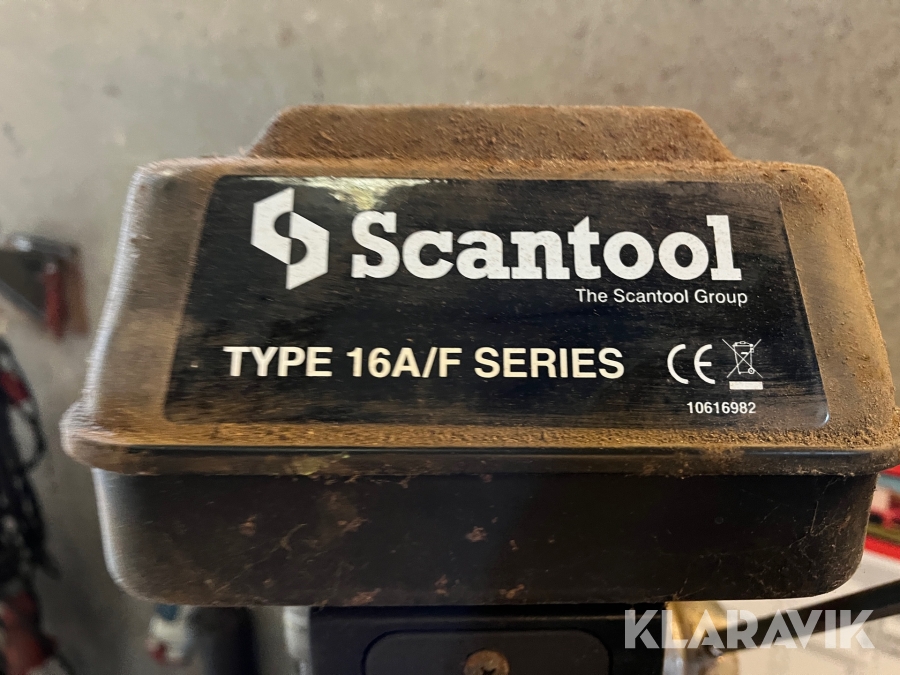 Scantool
The Scantool Group
TYPE 16A/F SERIES
CE
10616982
KLARAVIK